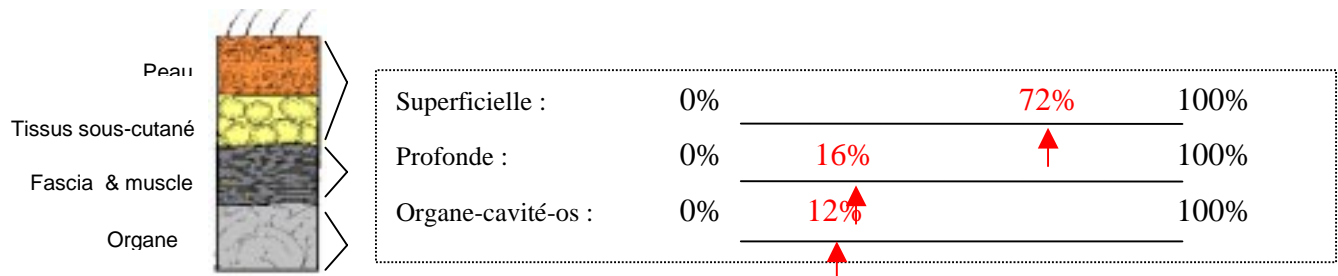 Peau
Tissus sous-cutané
Fascia & muscle
Organe
Superficielle : 0% 72% 100%
Profonde : 0% 16% 100%
Organe-cavité-os : 0% 12% 100%